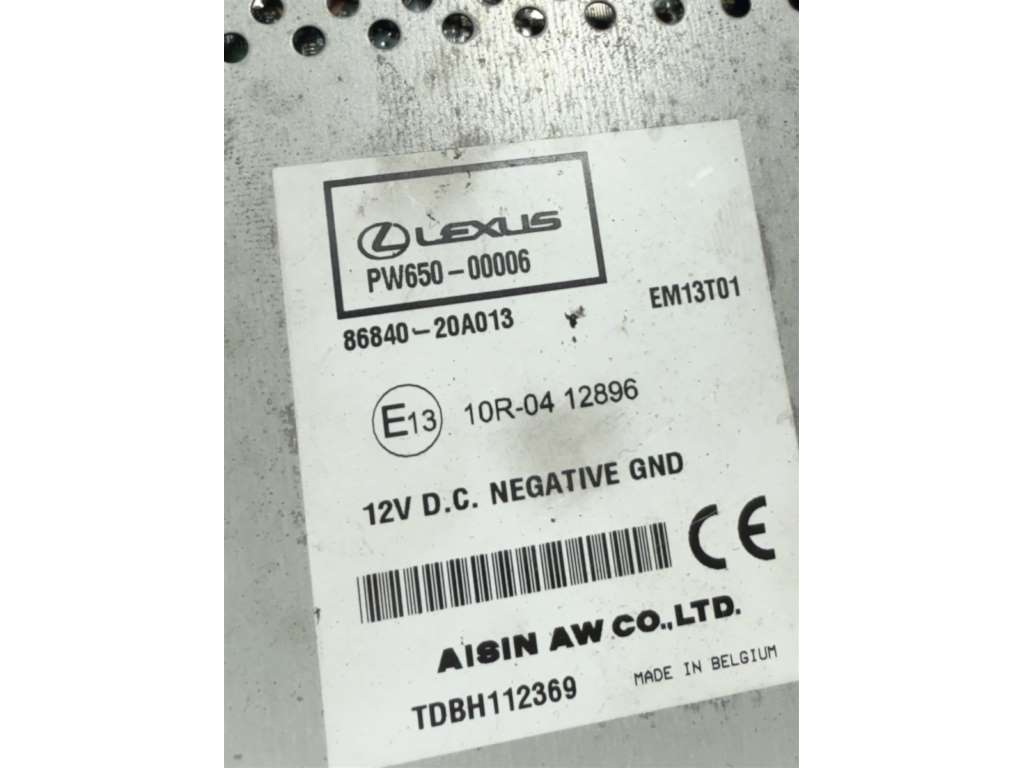 LEXUS
PW650-00006
86840-20A013
EM13T01
E13 10R-04 12896
12V D.C. NEGATIVE GND
CE
AISIN AW CO.,LTD.
TDBH112369
MADE IN BELGIUM